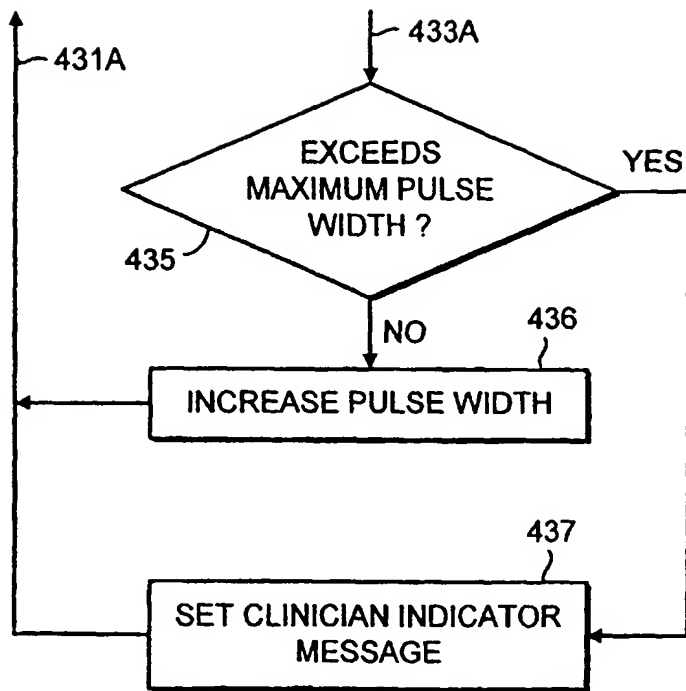 431A
433A
EXCEEDS
MAXIMUM PULSE
WIDTH ?
YES
435
NO
436
INCREASE PULSE WIDTH
437
SET CLINICIAN INDICATOR
MESSAGE